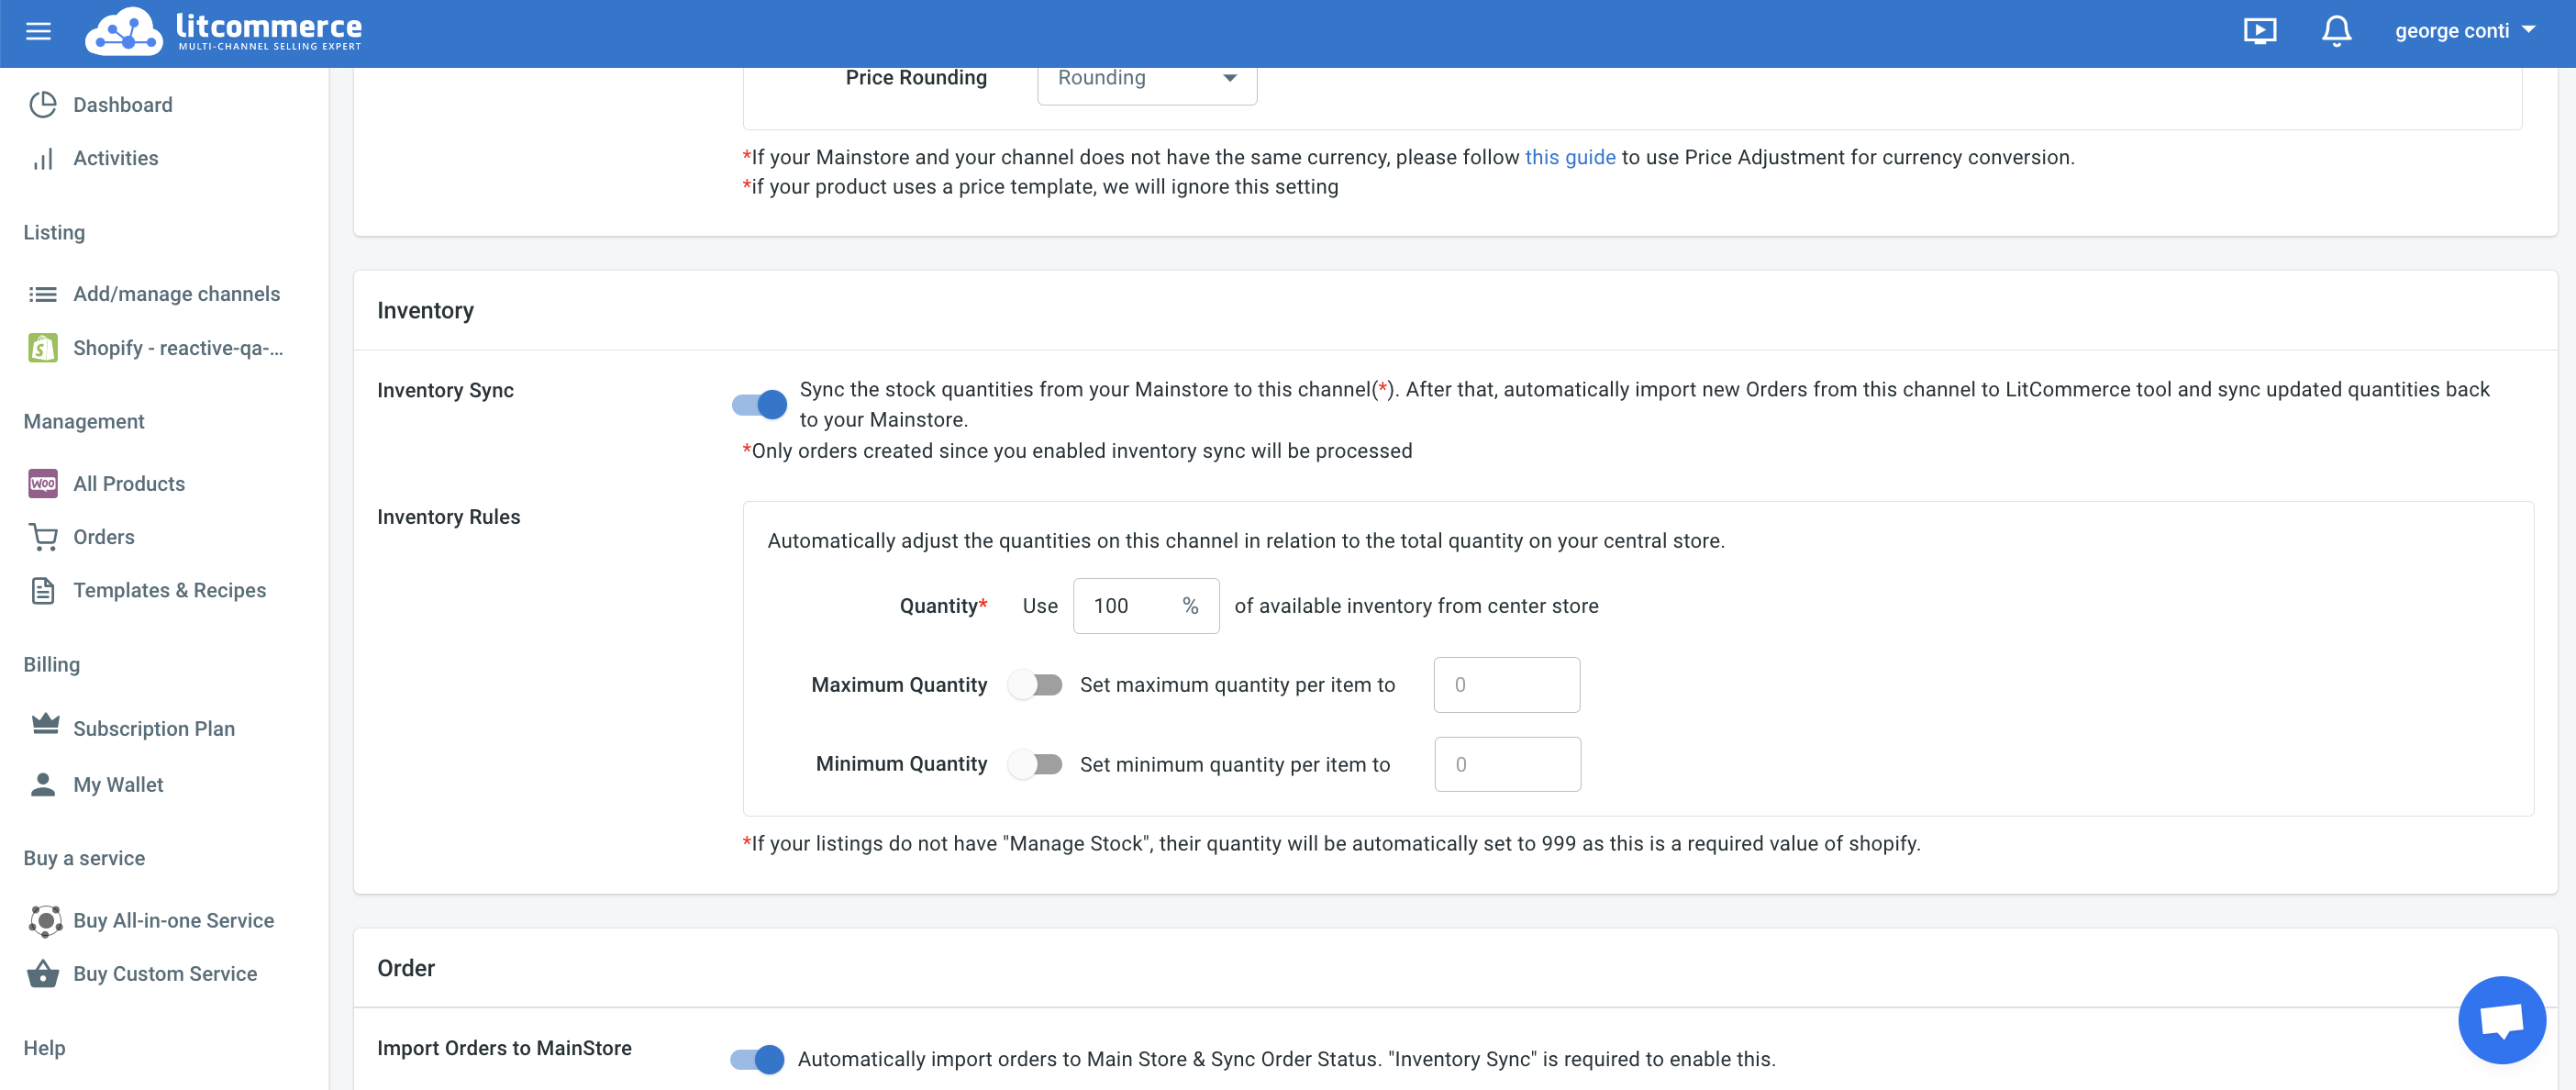 litcommerce
MULTI-CHANNEL SELLING EXPERT
george conti
Dashboard
Activities
Listing
Add/manage channels
Shopify - reactive-qa-...
Management
Woo
All Products
Orders
Templates & Recipes
Billing
Subscription Plan
My Wallet
Buy a service
Buy All-in-one Service
Buy Custom Service
Help
Price Rounding
Rounding
*If your Mainstore and your channel does not have the same currency, please follow this guide to use Price Adjustment for currency conversion.
*if your product uses a price template, we will ignore this setting
Inventory
Inventory Sync
Sync the stock quantities from your Mainstore to this channel(*). After that, automatically import new Orders from this channel to LitCommerce tool and sync updated quantities back
to your Mainstore.
*Only orders created since you enabled inventory sync will be processed
Inventory Rules
Automatically adjust the quantities on this channel in relation to the total quantity on your central store.
Quantity* Use 100 % of available inventory from center store
Maximum Quantity Set maximum quantity per item to 0
Minimum Quantity Set minimum quantity per item to 0
*If your listings do not have "Manage Stock", their quantity will be automatically set to 999 as this is a required value of shopify.
Order
Import Orders to MainStore
Automatically import orders to Main Store & Sync Order Status. "Inventory Sync" is required to enable this.